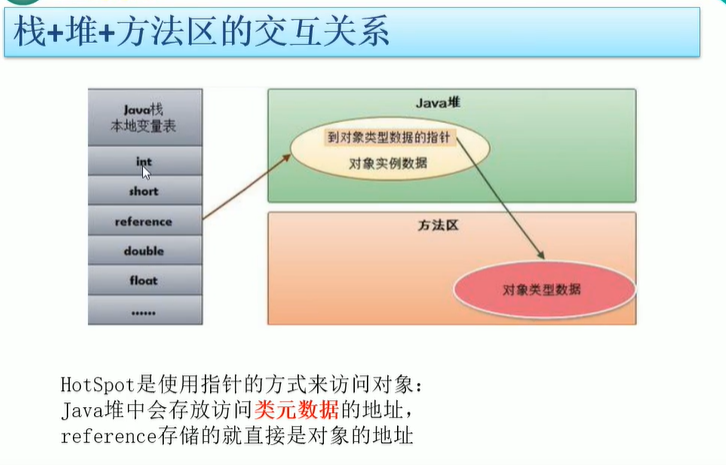 栈+堆+方法区的交互关系
Java栈
本地变量表
int
short
reference
double
float
......
Java堆
到对象类型数据的指针
对象实例数据
方法区
对象类型数据
HotSpot是使用指针的方式来访问对象：
Java堆中会存放访问类元数据的地址，
reference存储的就直接是对象的地址